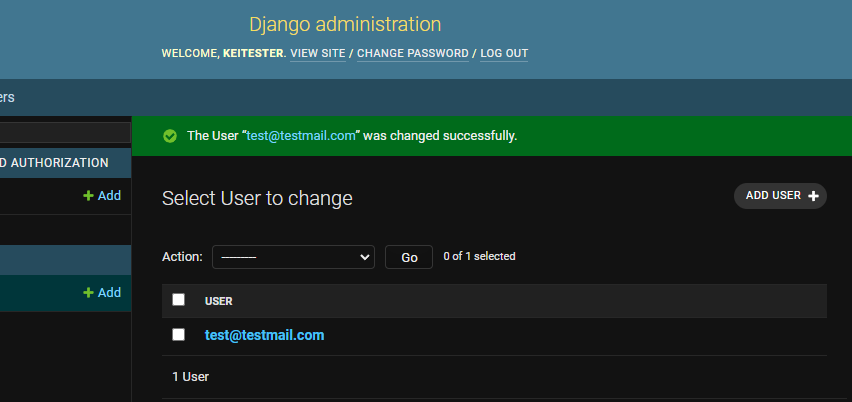 Django administration
WELCOME, KEITESTER. VIEW SITE / CHANGE PASSWORD / LOG OUT
ers
The User “test@testmail.com” was changed successfully.
D AUTHORIZATION
Add
Select User to change
ADD USER
Action: --------- Go 0 of 1 selected
Add
USER
test@testmail.com
1 User